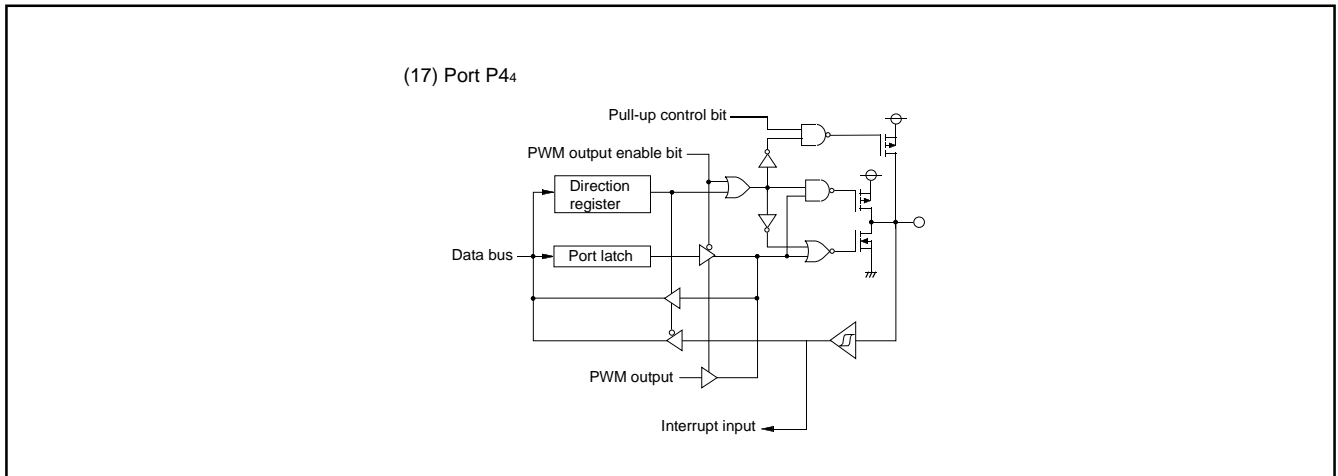 (17) Port P4₄
Pull-up control bit
PWM output enable bit
Direction
register
Data bus
Port latch
PWM output
Interrupt input